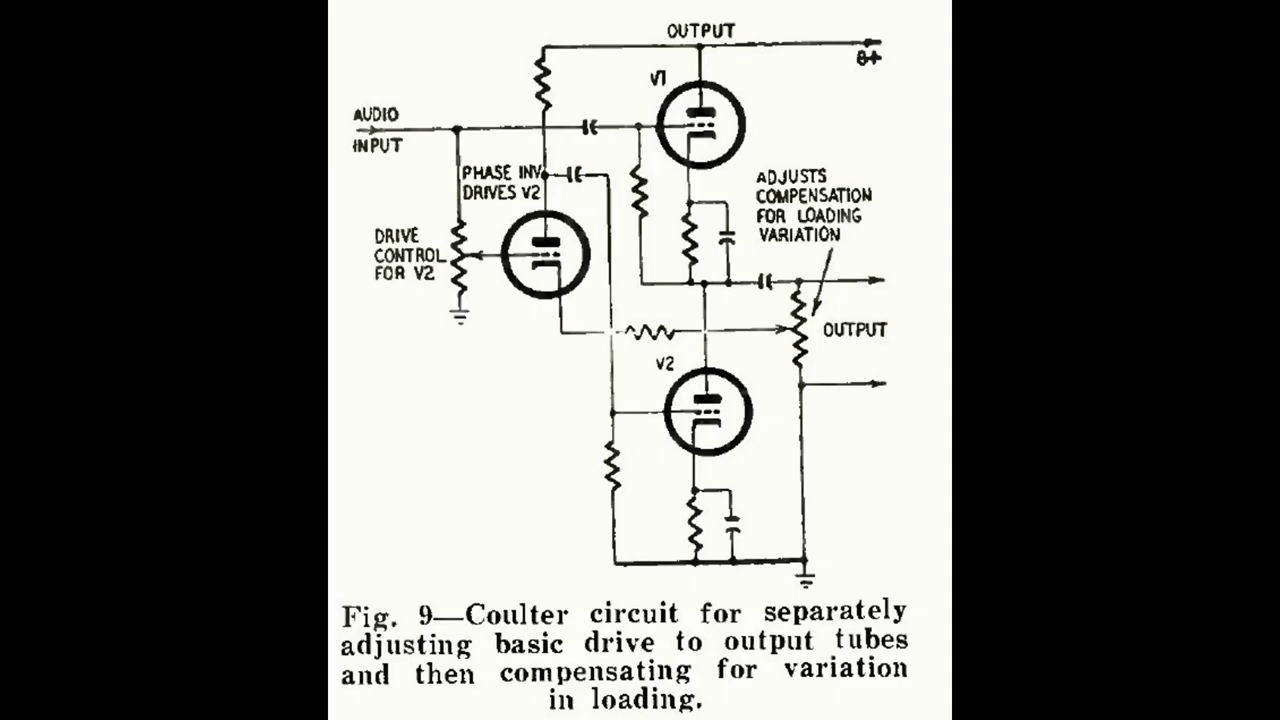 OUTPUT
B+
V1
AUDIO
INPUT
PHASE INV
DRIVES V2
ADJUSTS
COMPENSATION
FOR LOADING
VARIATION
DRIVE
CONTROL
FOR V2
OUTPUT
V2
Fig. 9—Coulter circuit for separately
adjusting basic drive to output tubes
and then compensating for variation
in loading.